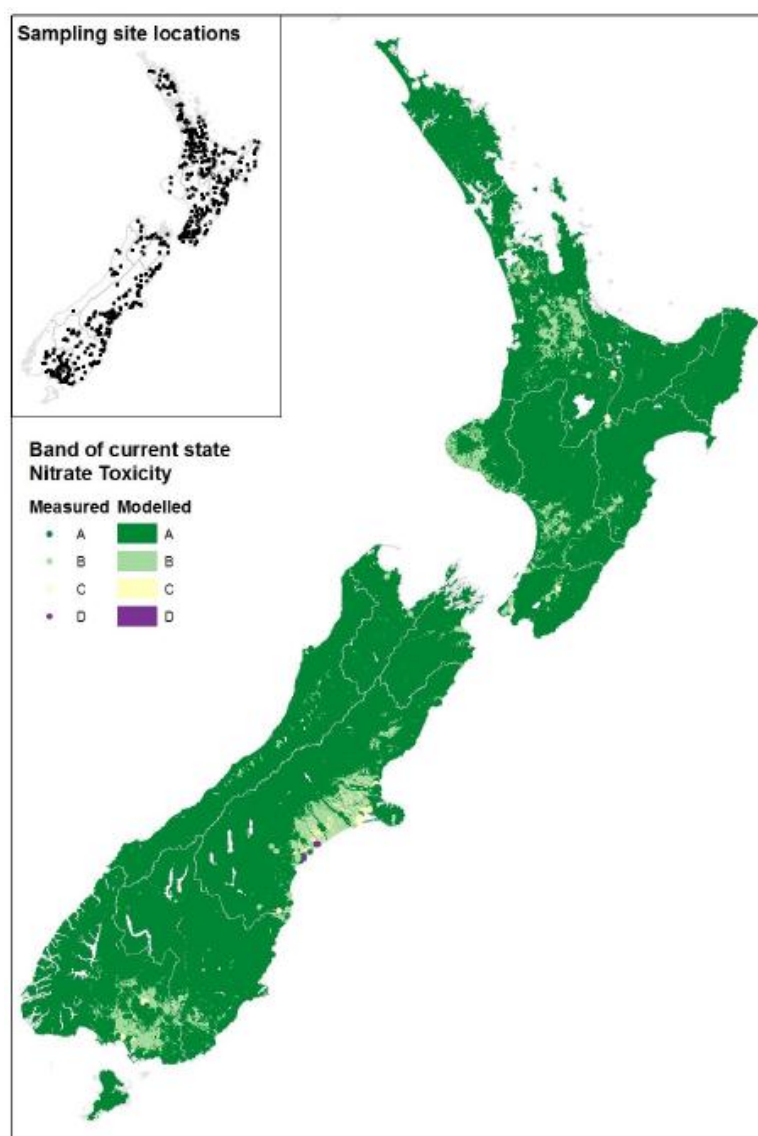 Sampling site locations
Band of current state
Nitrate Toxicity
Measured Modelled
A A
B B
C C
D D